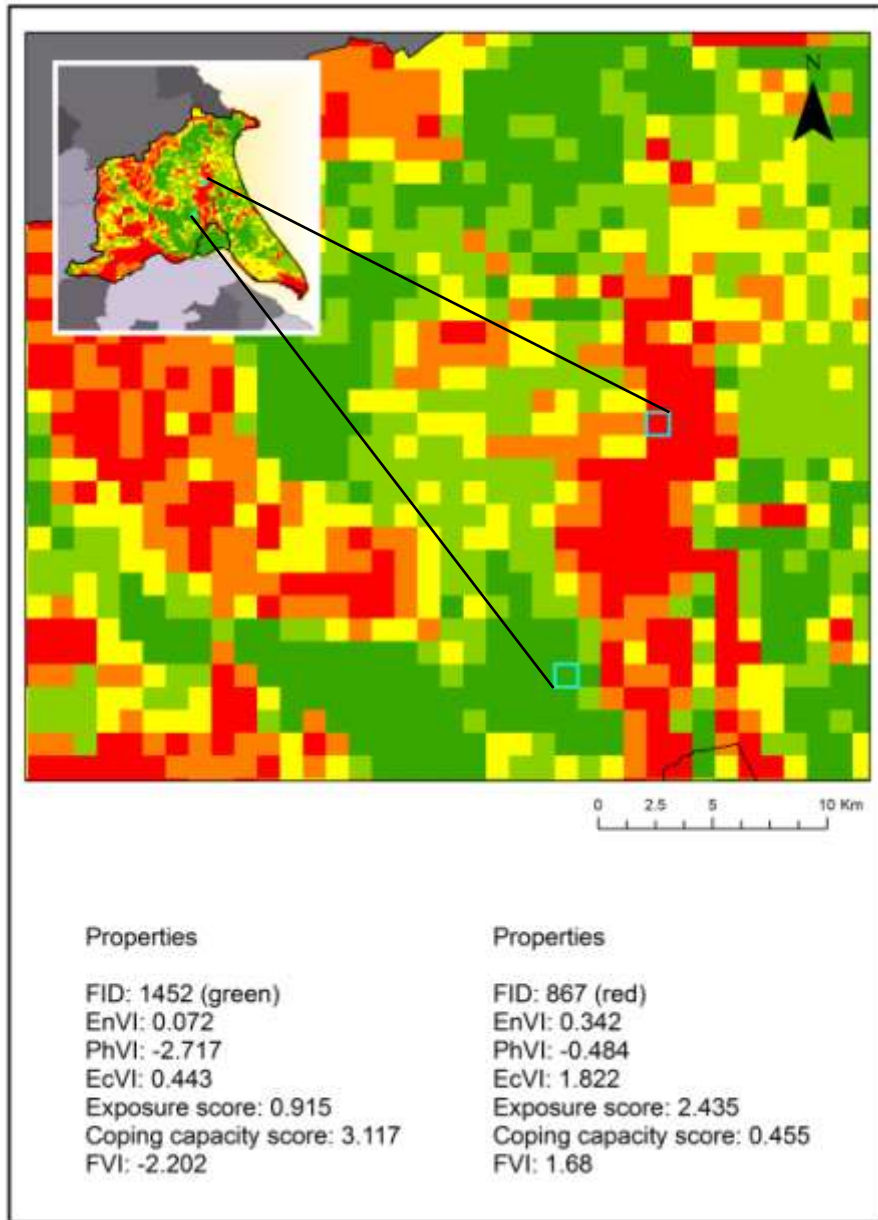 N
0 2.5 5 10 Km
Properties
FID: 1452 (green)
EnVI: 0.072
PhVI: -2.717
EcVI: 0.443
Exposure score: 0.915
Coping capacity score: 3.117
FVI: -2.202
Properties
FID: 867 (red)
EnVI: 0.342
PhVI: -0.484
EcVI: 1.822
Exposure score: 2.435
Coping capacity score: 0.455
FVI: 1.68